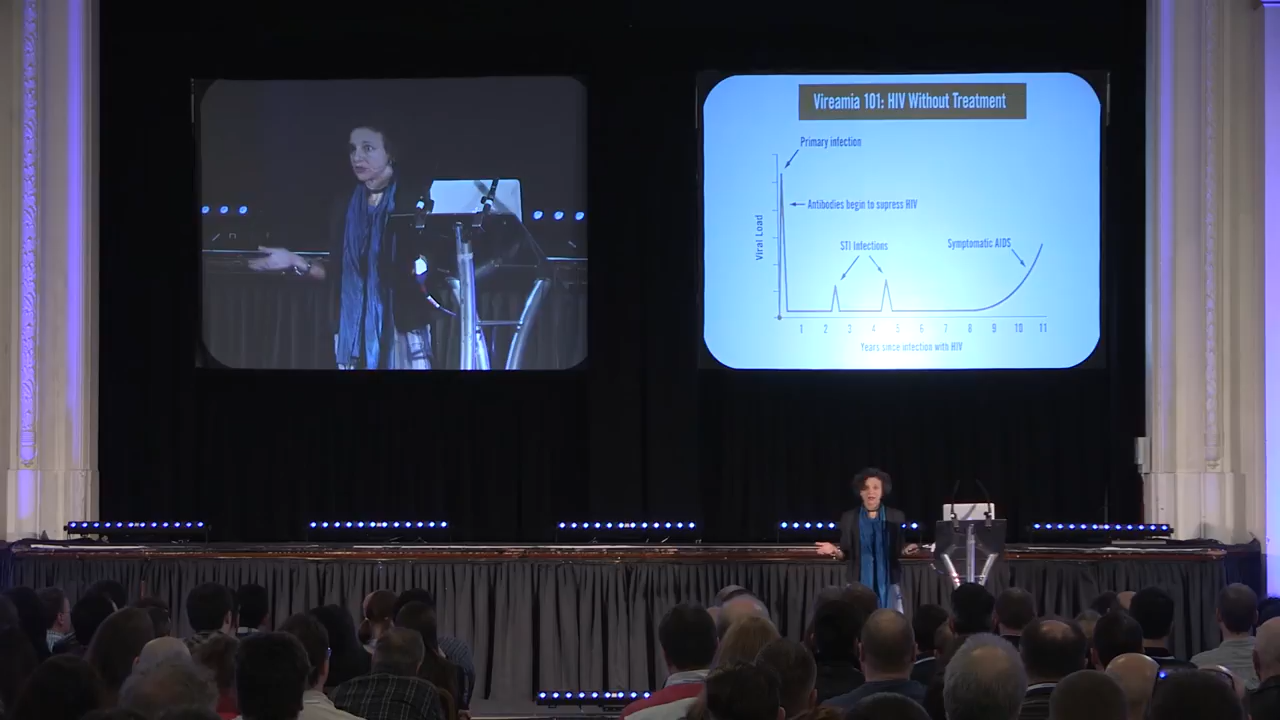 Vireamia 101: HIV Without Treatment
Primary infection
Antibodies begin to supress HIV
STI Infections
Symptomatic AIDS
Viral Load
1 2 3 4 5 6 7 8 9 10 11
Years since infection with HIV